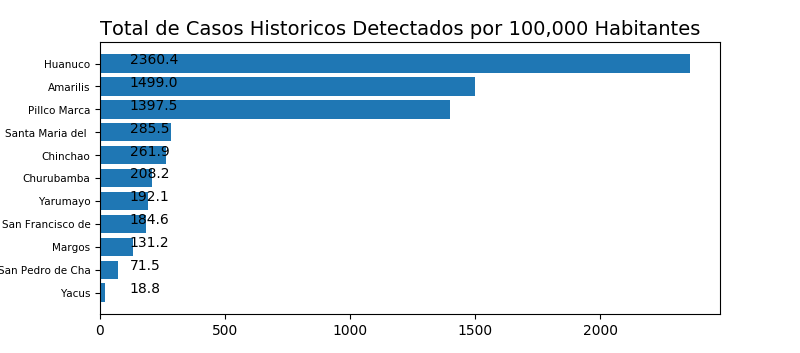 Total de Casos Historicos Detectados por 100,000 Habitantes
Huanuco 2360.4
Amarilis 1499.0
Pillco Marca 1397.5
Santa Maria del 285.5
Chinchao 261.9
Churubamba 208.2
Yarumayo 192.1
San Francisco de 184.6
Margos 131.2
San Pedro de Cha 71.5
Yacus 18.8
0 500 1000 1500 2000